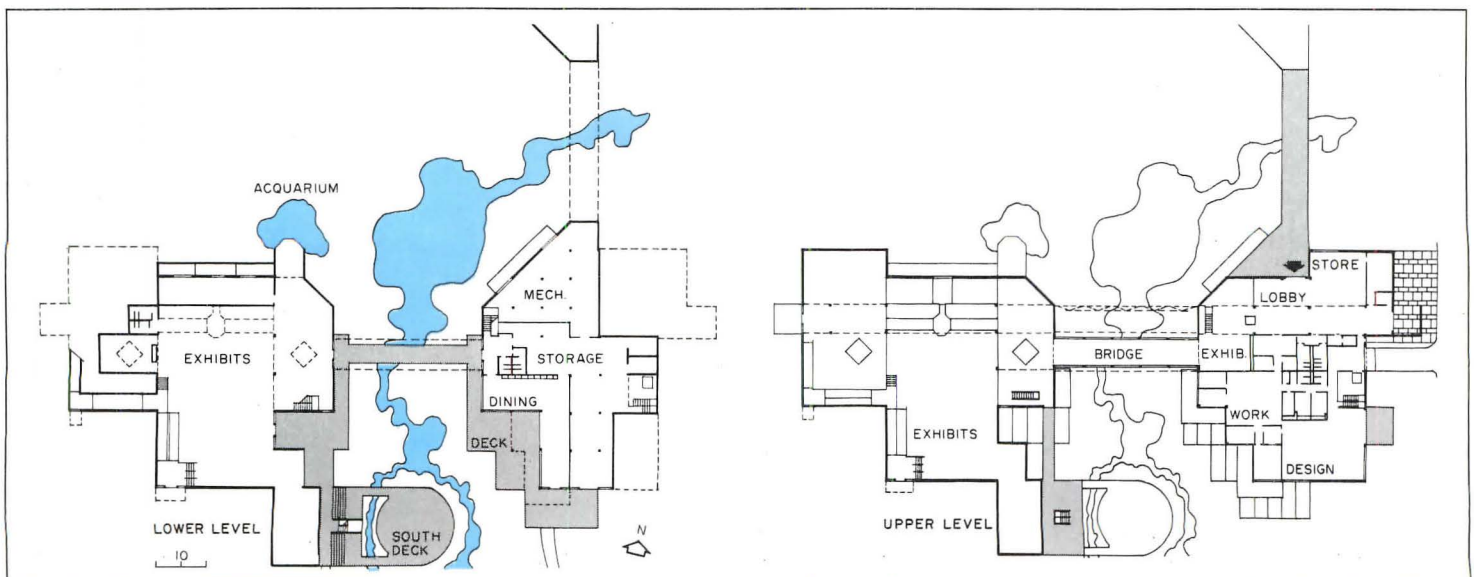 ACQUARIUM
MECH.
EXHIBITS
STORAGE
DINING
DECK
LOWER LEVEL
10
SOUTH
DECK
N
STORE
LOBBY
BRIDGE
EXHIB.
WORK
EXHIBITS
DESIGN
UPPER LEVEL